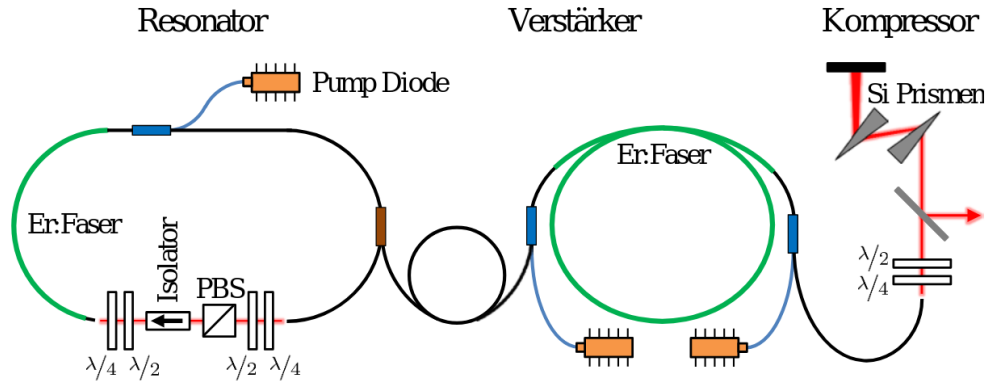 Resonator
Verstärker
Kompressor
Pump Diode
Si Prismen
Er:Faser
Er:Faser
Isolator
PBS
λ/2
λ/4
λ/4
λ/2
λ/2
λ/4